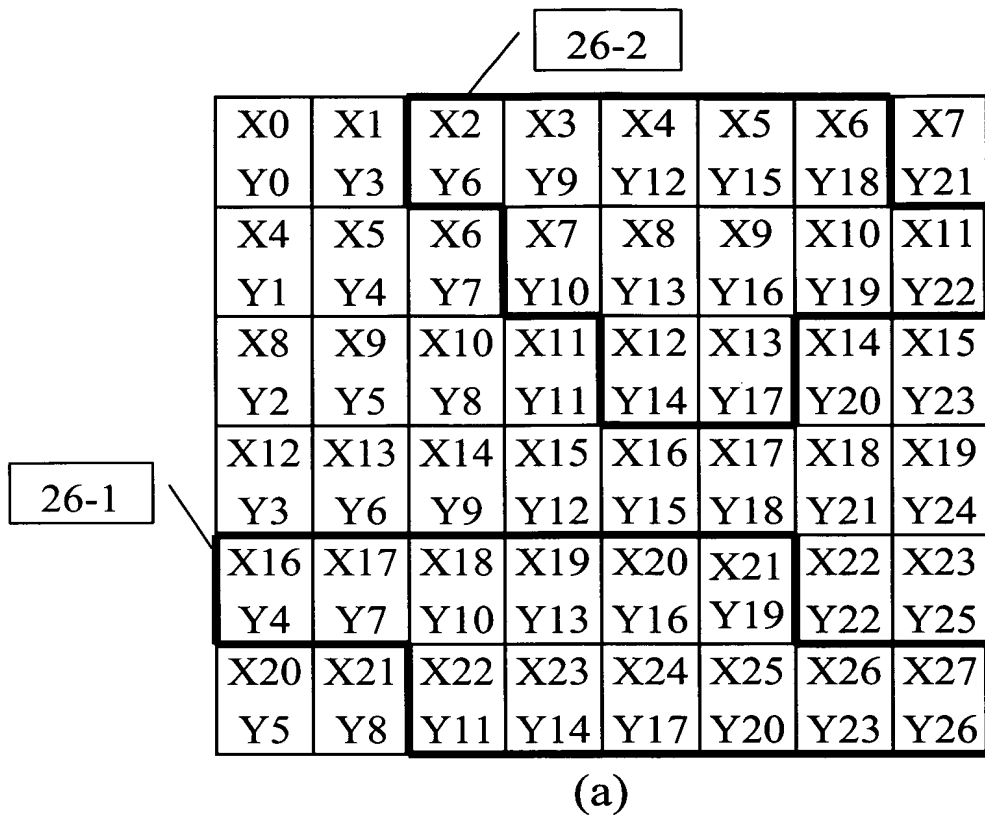 26-2
X0 X1 X2 X3 X4 X5 X6 X7
Y0 Y3 Y6 Y9 Y12 Y15 Y18 Y21
X4 X5 X6 X7 X8 X9 X10 X11
Y1 Y4 Y7 Y10 Y13 Y16 Y19 Y22
X8 X9 X10 X11 X12 X13 X14 X15
Y2 Y5 Y8 Y11 Y14 Y17 Y20 Y23
X12 X13 X14 X15 X16 X17 X18 X19
26-1
Y3 Y6 Y9 Y12 Y15 Y18 Y21 Y24
X16 X17 X18 X19 X20 X21 X22 X23
Y4 Y7 Y10 Y13 Y16 Y19 Y22 Y25
X20 X21 X22 X23 X24 X25 X26 X27
Y5 Y8 Y11 Y14 Y17 Y20 Y23 Y26
(a)